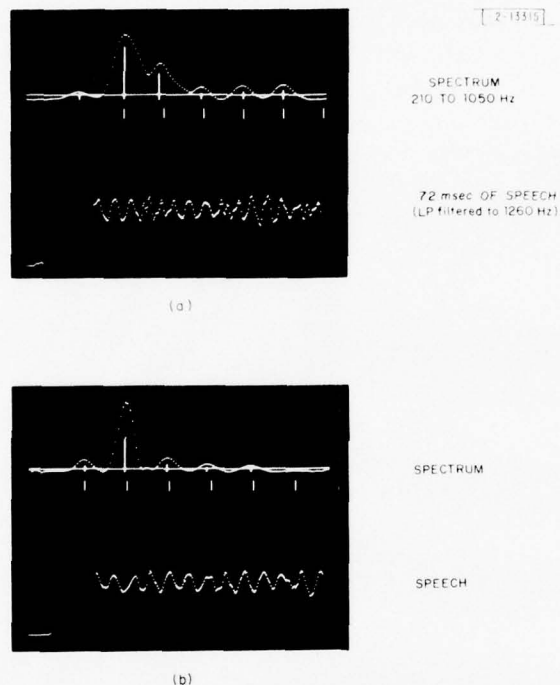 2-13315
SPECTRUM
210 TO 1050 Hz
72 msec OF SPEECH
(LP filtered to 1260 Hz)
(a)
SPECTRUM
SPEECH
(b)